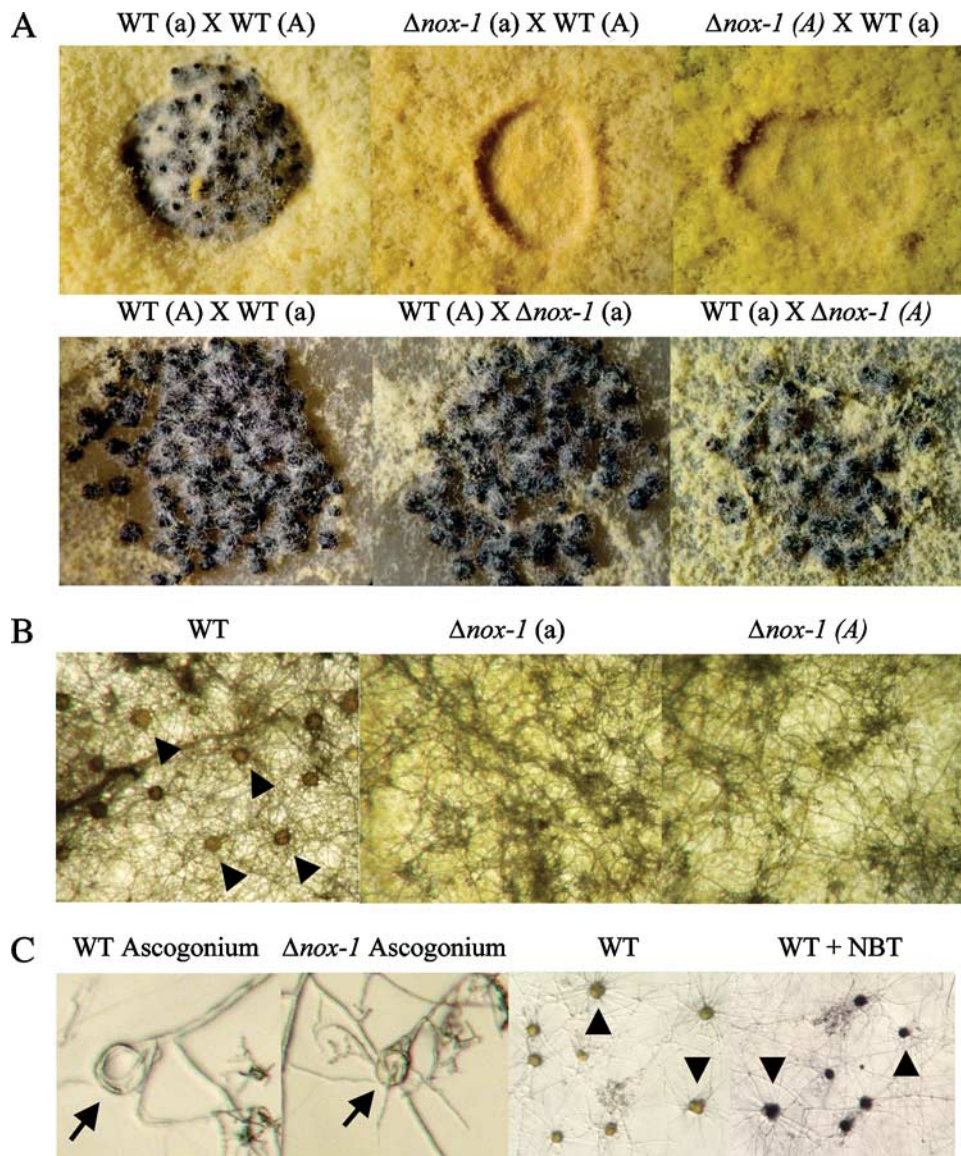 A
WT (a) X WT (A) Δnox-1 (a) X WT (A) Δnox-1 (A) X WT (a)
WT (A) X WT (a) WT (A) X Δnox-1 (a) WT (a) X Δnox-1 (A)
B
WT Δnox-1 (a) Δnox-1 (A)
C
WT Ascogonium Δnox-1 Ascogonium WT WT + NBT